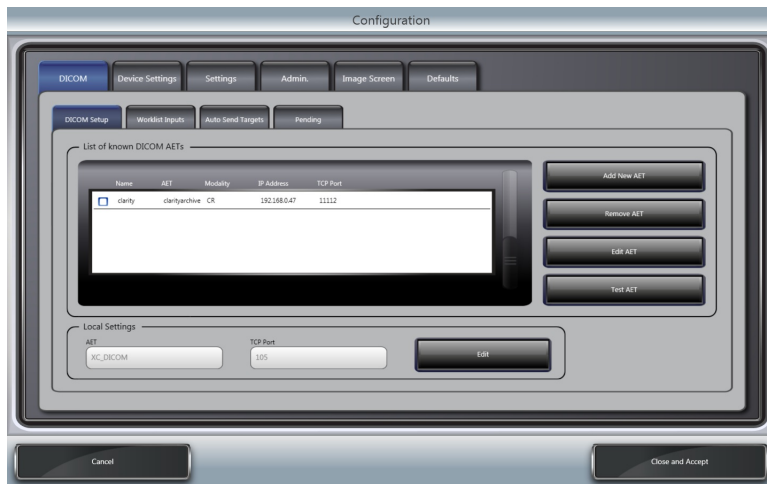 Configuration
DICOM Device Settings Settings Admin. Image Screen Defaults
DICOM Setup Worklist Inputs Auto Send Targets Pending
List of known DICOM AETs
Name AET Modality IP Address TCP Port
clarity clarityarchive CR 192.168.0.47 11112
Add New AET
Remove AET
Edit AET
Test AET
Local Settings
AET TCP Port
XC_DICOM 105 Edit
Cancel Close and Accept